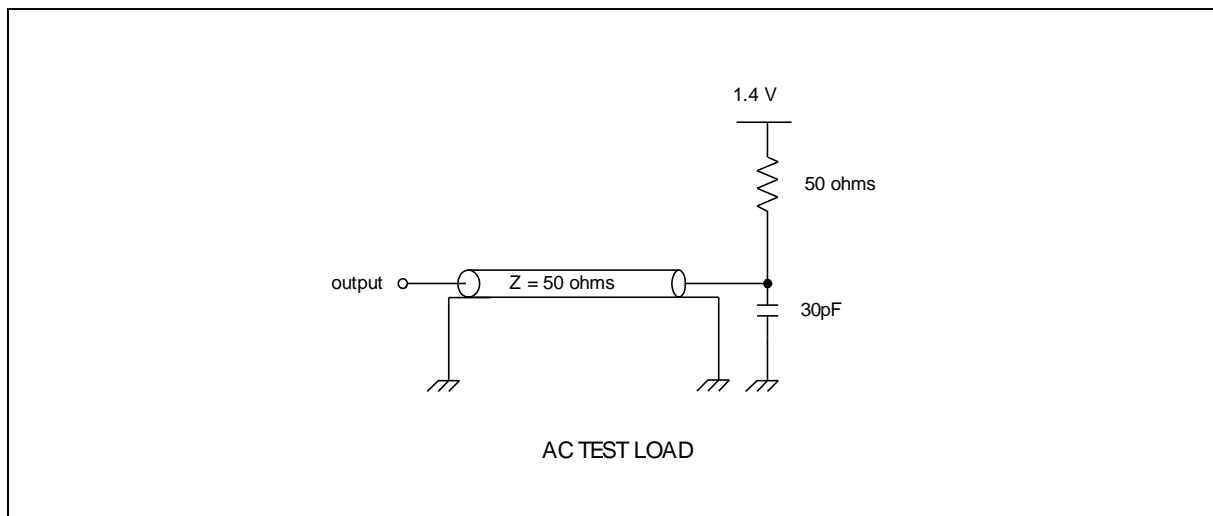 1.4 V
50 ohms
output
Z = 50 ohms
30pF
AC TEST LOAD